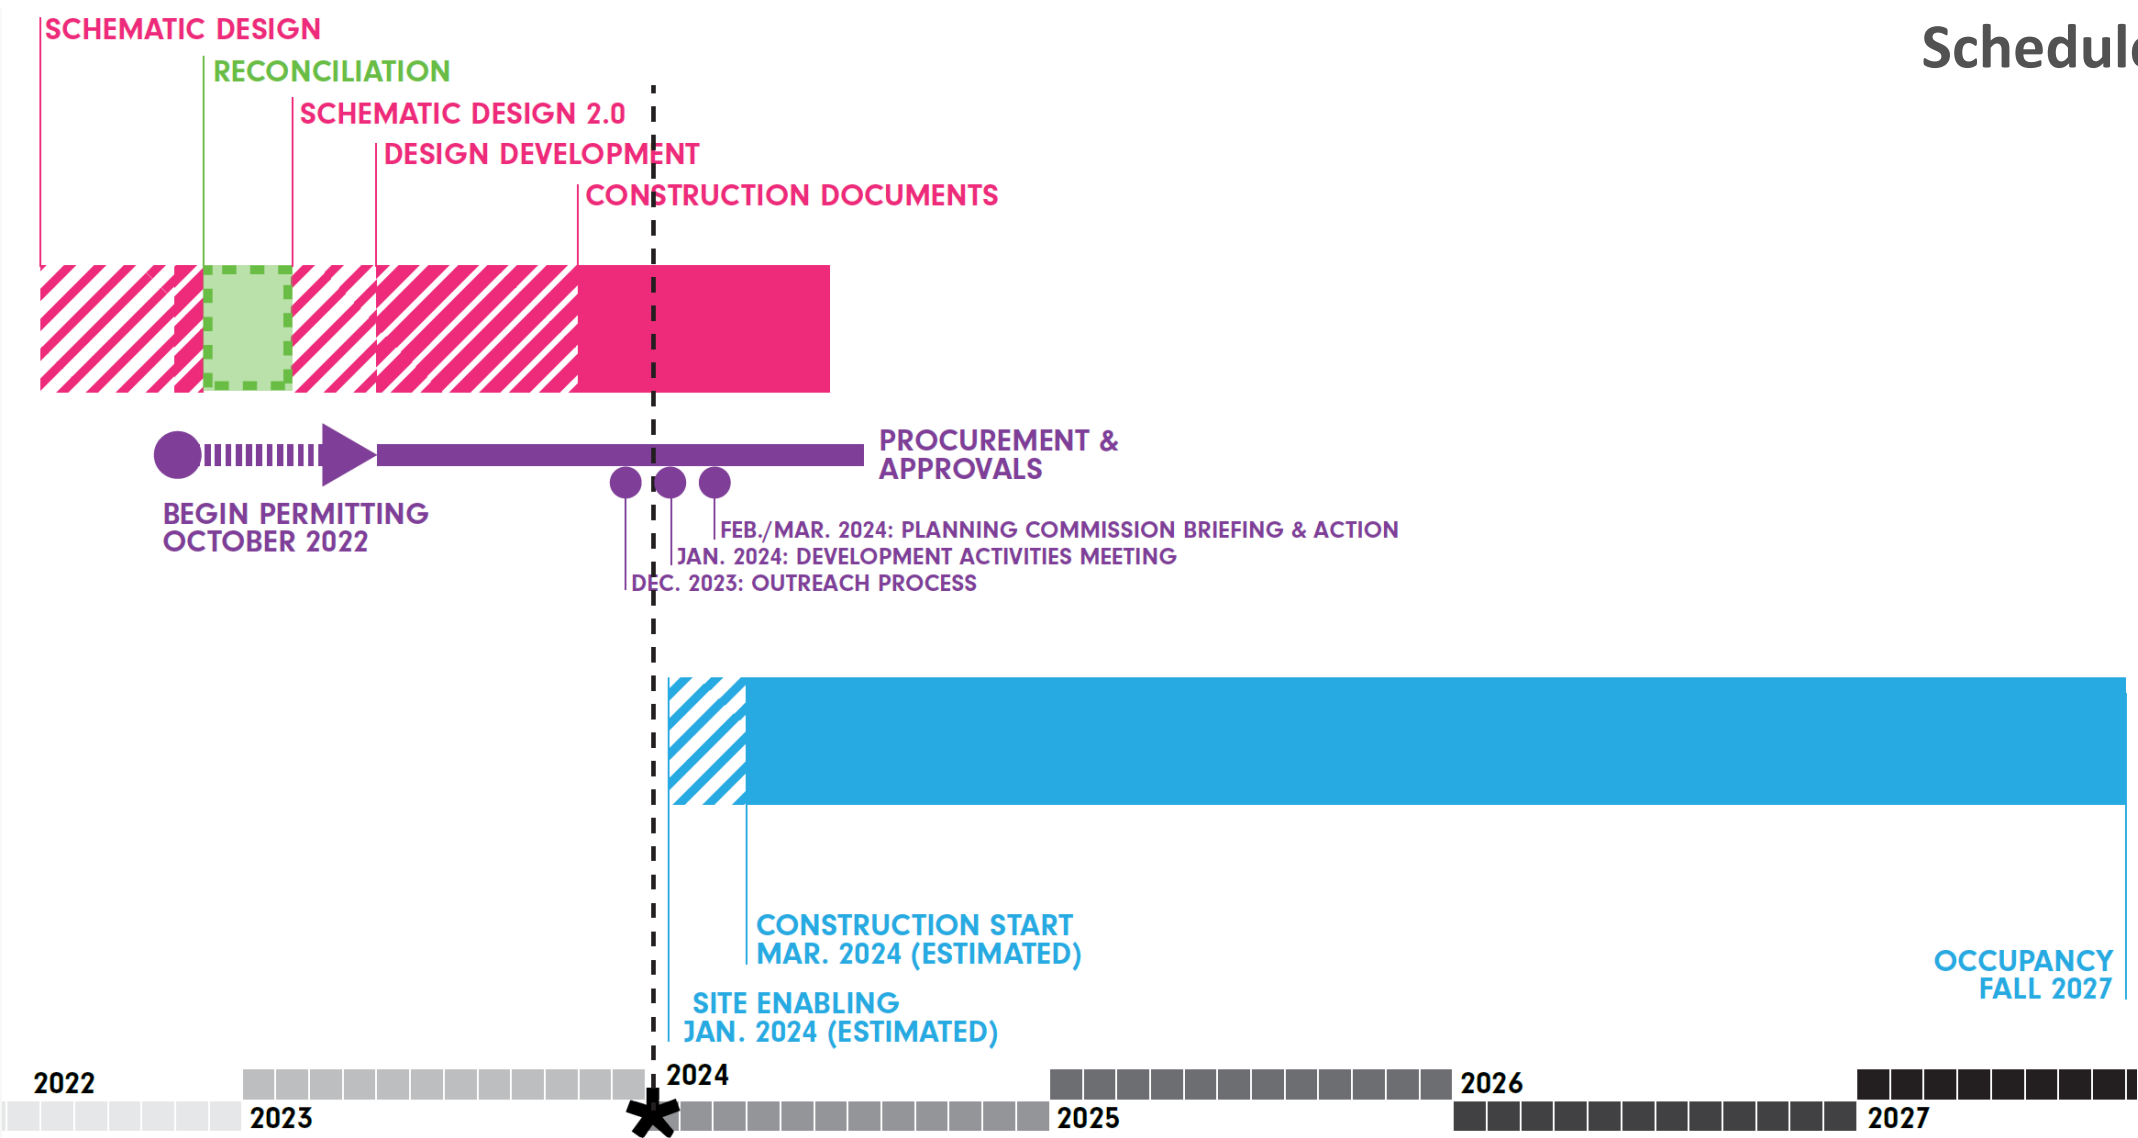 SCHEMATIC DESIGN
Schedule
RECONCILIATION
SCHEMATIC DESIGN 2.0
DESIGN DEVELOPMENT
CONSTRUCTION DOCUMENTS
PROCUREMENT &
APPROVALS
BEGIN PERMITTING
OCTOBER 2022
FEB./MAR. 2024: PLANNING COMMISSION BRIEFING & ACTION
JAN. 2024: DEVELOPMENT ACTIVITIES MEETING
DEC. 2023: OUTREACH PROCESS
CONSTRUCTION START
MAR. 2024 (ESTIMATED)
OCCUPANCY
FALL 2027
SITE ENABLING
JAN. 2024 (ESTIMATED)
2022
2023
2024
2025
2026
2027